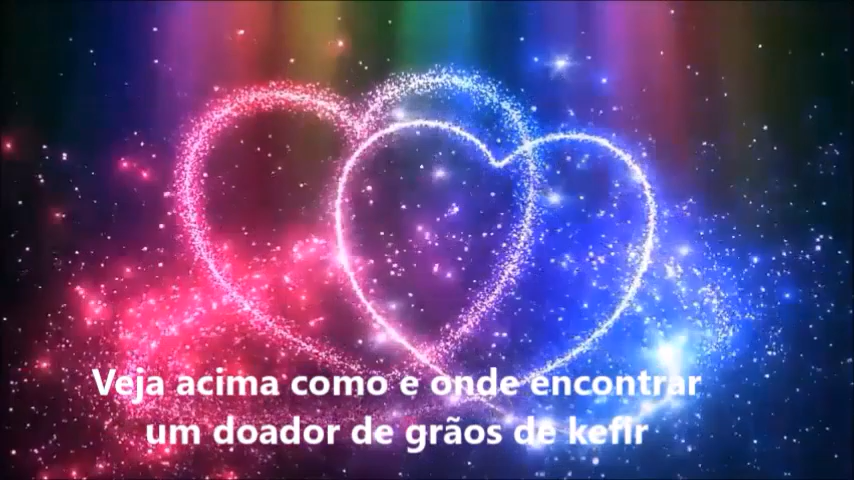 Veja acima como e onde encontrar
um doador de grãos de kefir